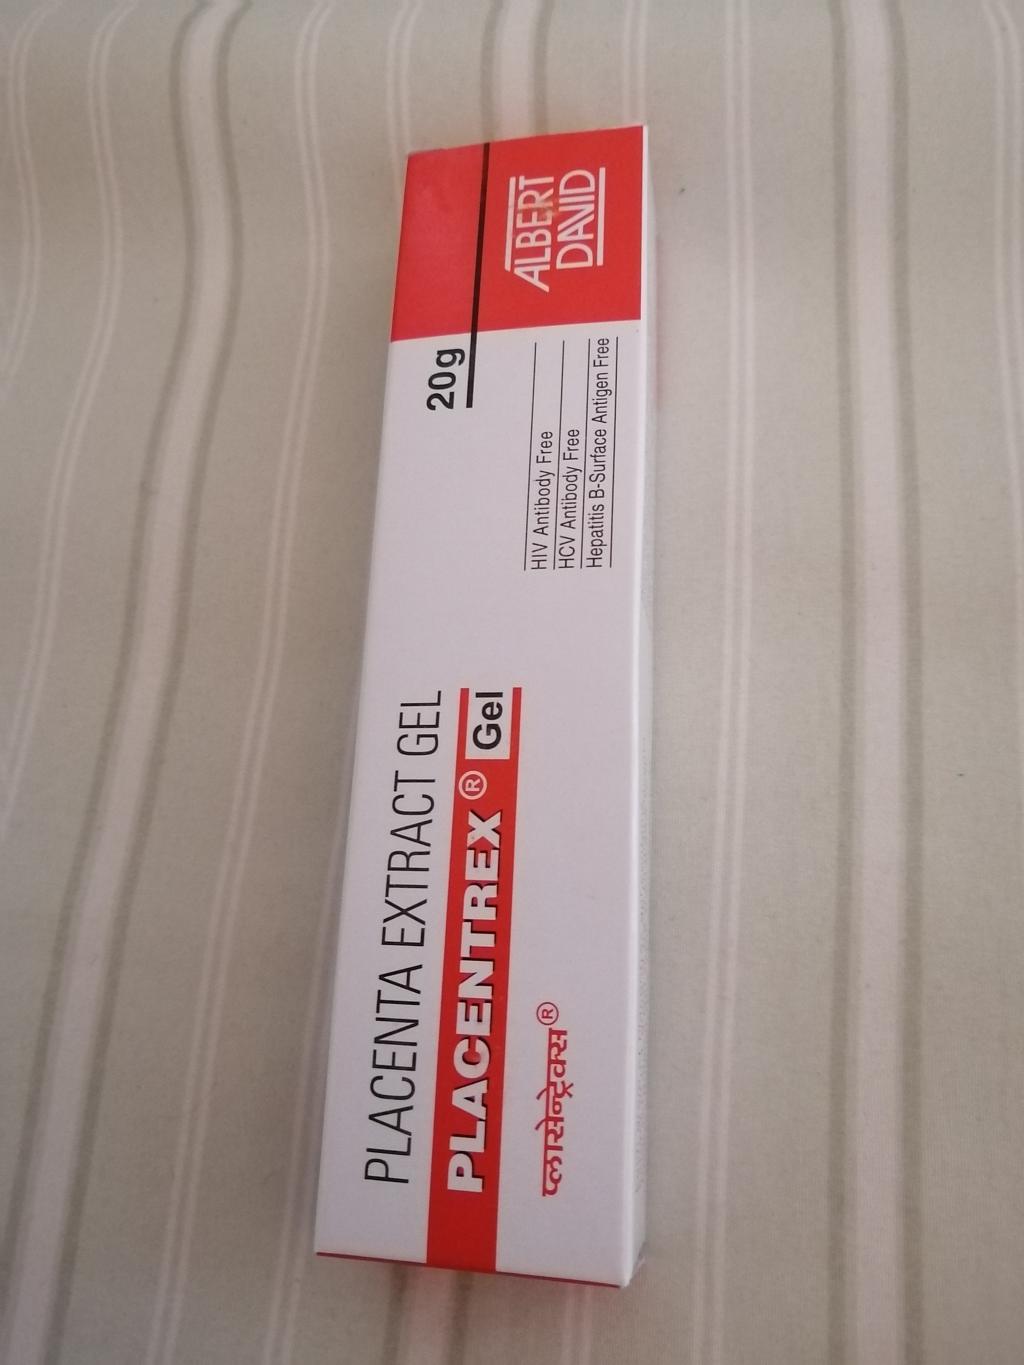 PLACENTA EXTRACT GEL
PLACENTREX® Gel
प्लासेन्ट्रेक्स®
20g
HIV Antibody Free
HCV Antibody Free
Hepatitis B-Surface Antigen Free
ALBERT
DAVID